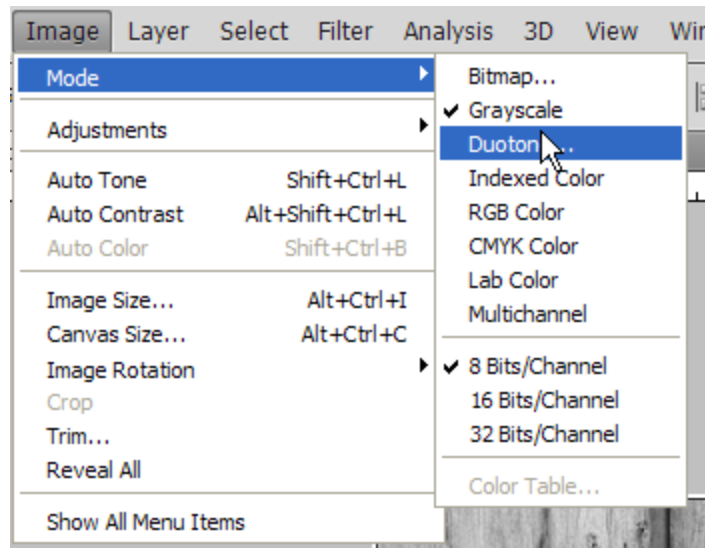 Image Layer Select Filter Analysis 3D View
Mode
Adjustments
Auto Tone Shift+Ctrl+L
Auto Contrast Alt+Shift+Ctrl+L
Auto Color Shift+Ctrl+B
Image Size... Alt+Ctrl+I
Canvas Size... Alt+Ctrl+C
Image Rotation
Crop
Trim...
Reveal All
Show All Menu Items
Bitmap...
Grayscale
Indexed Color
RGB Color
CMYK Color
Lab Color
Multichannel
8 Bits/Channel
16 Bits/Channel
32 Bits/Channel
Color Table...